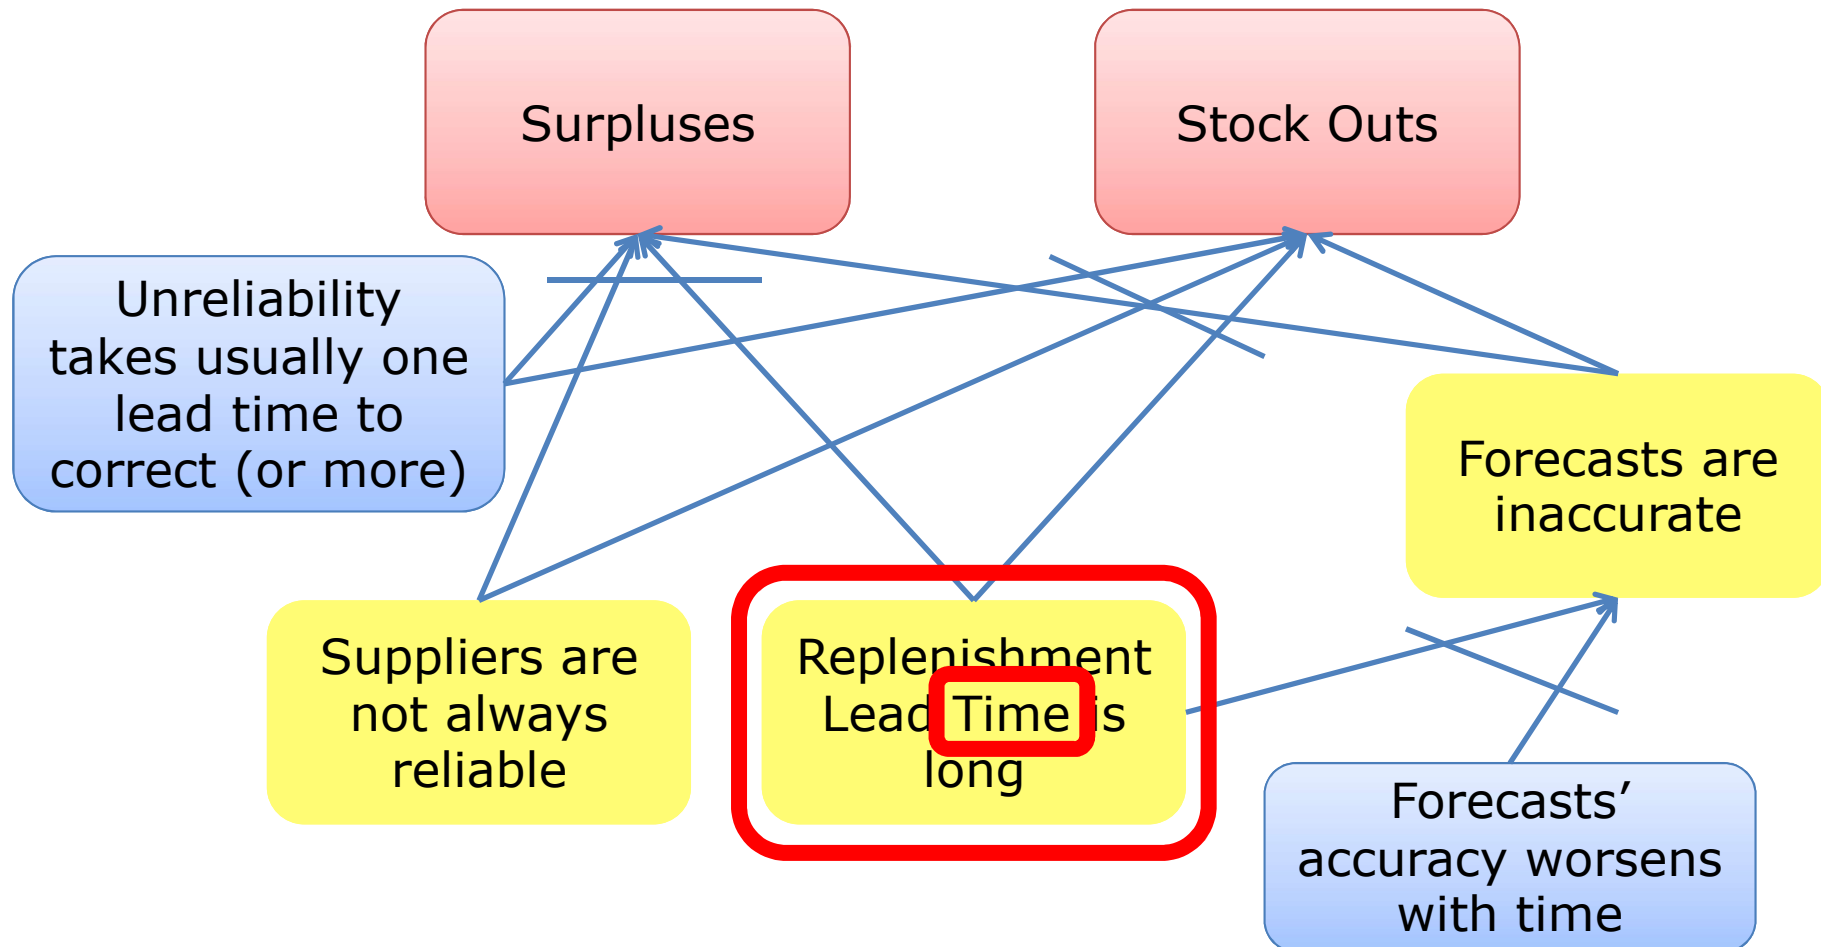 Surpluses
Stock Outs
Unreliability
takes usually one
lead time to
correct (or more)
Forecasts are
inaccurate
Suppliers are
not always
reliable
Replenishment
Lead Time is
long
Forecasts’
accuracy worsens
with time